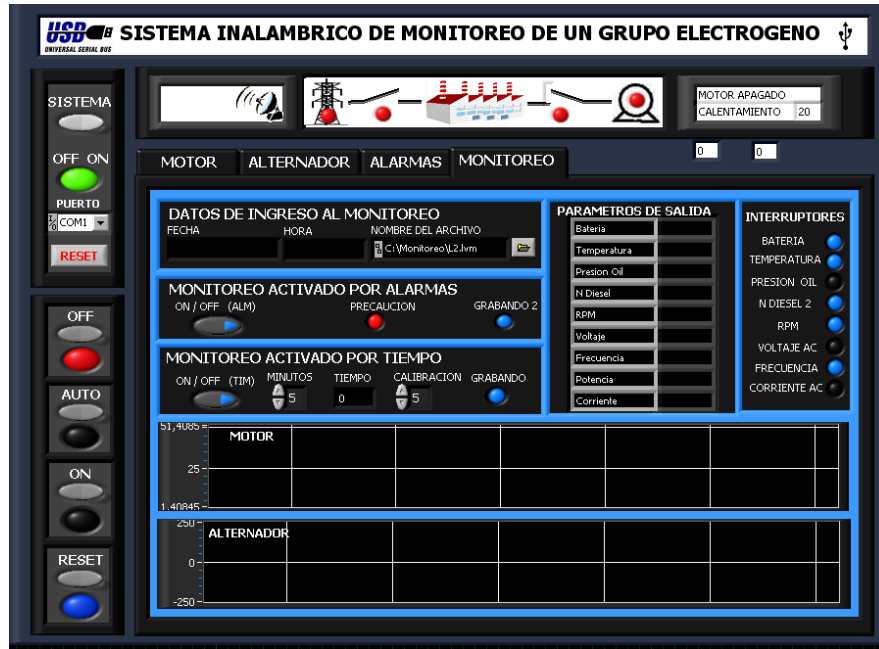 USB SISTEMA INALAMBRICO DE MONITOREO DE UN GRUPO ELECTROGENO
UNIVERSAL SERIAL BUS
SISTEMA
OFF ON
PUERTO
I/O COM1
RESET
OFF
AUTO
ON
RESET
MOTOR APAGADO
CALENTAMIENTO 20
0 0
MOTOR ALTERNADOR ALARMAS MONITOREO
DATOS DE INGRESO AL MONITOREO
FECHA HORA NOMBRE DEL ARCHIVO
C:\Monitoreo\L2.lvm
MONITOREO ACTIVADO POR ALARMAS
ON / OFF (ALM) PRECAUCION GRABANDO 2
MONITOREO ACTIVADO POR TIEMPO
ON / OFF (TIM) MINUTOS TIEMPO CALIBRACION GRABANDO
5 0 5
PARAMETROS DE SALIDA
Bateria
Temperatura
Presion Oil
N Diesel
RPM
Voltaje
Frecuencia
Potencia
Corriente
INTERRUPTORES
BATERIA
TEMPERATURA
PRESION OIL
N DIESEL 2
RPM
VOLTAJE AC
FRECUENCIA
CORRIENTE AC
51,4085
MOTOR
25
1.40845
250
ALTERNADOR
0
-250